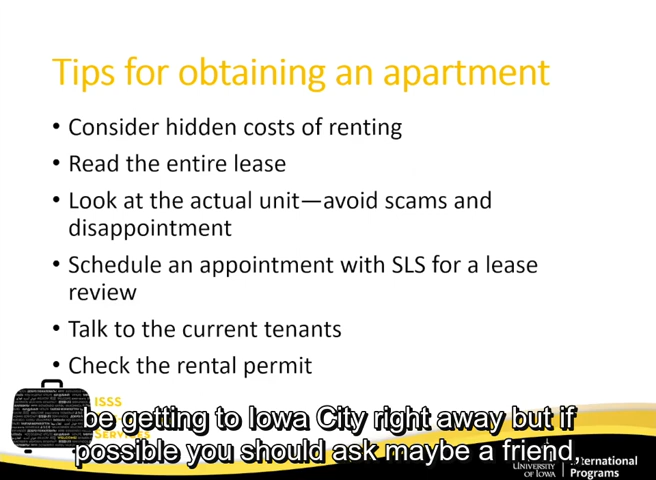 Tips for obtaining an apartment
• Consider hidden costs of renting
• Read the entire lease
• Look at the actual unit—avoid scams and
disappointment
• Schedule an appointment with SLS for a lease
review
• Talk to the current tenants
• Check the rental permit
ISSS
SERVICES
be getting to Iowa City right away but if
possible you should ask maybe a friend,
UNIVERSITY
OF IOWA
International
Programs